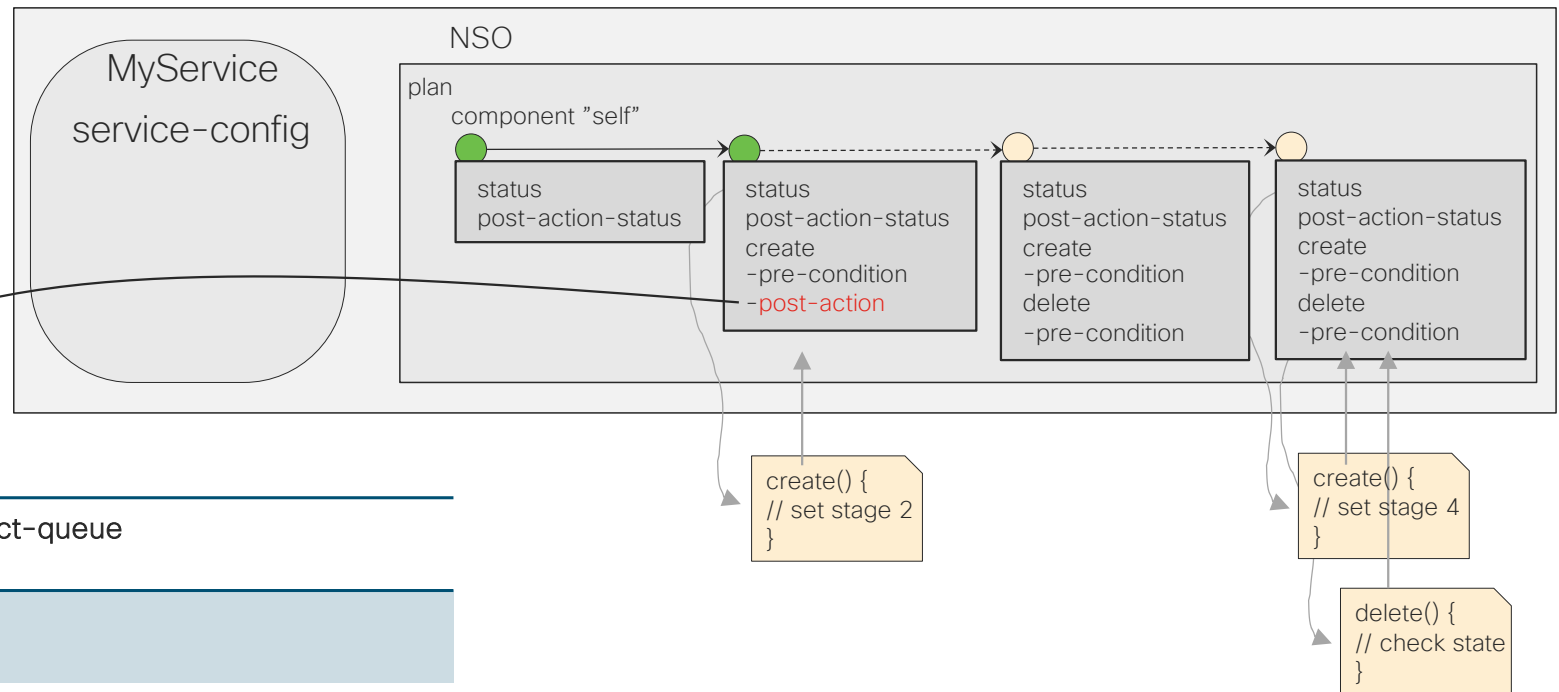 NSO
MyService
service-config
plan
component ”self”
status
post-action-status
status
post-action-status
create
-pre-condition
-post-action
status
post-action-status
create
-pre-condition
delete
-pre-condition
status
post-action-status
create
-pre-condition
delete
-pre-condition
create() {
// set stage 2
}
create() {
// set stage 4
}
delete() {
// check state
}
ct-queue